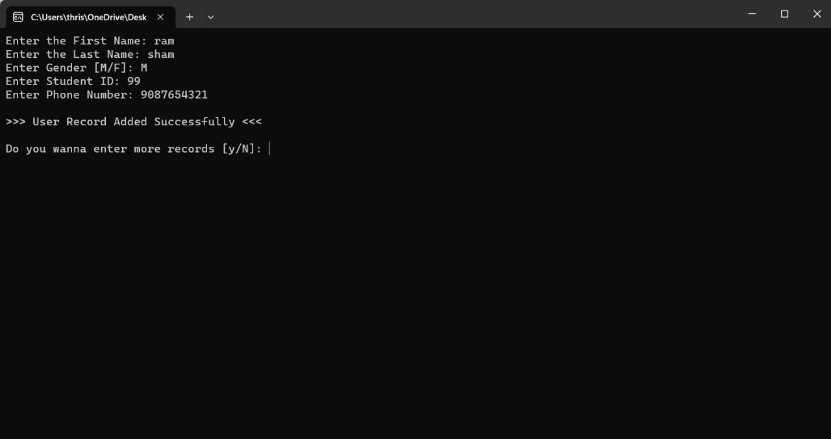 C:\Users\thris\OneDrive\Desk
Enter the First Name: ram
Enter the Last Name: sham
Enter Gender [M/F]: M
Enter Student ID: 99
Enter Phone Number: 9087654321
>>> User Record Added Successfully <<<
Do you wanna enter more records [y/N]: